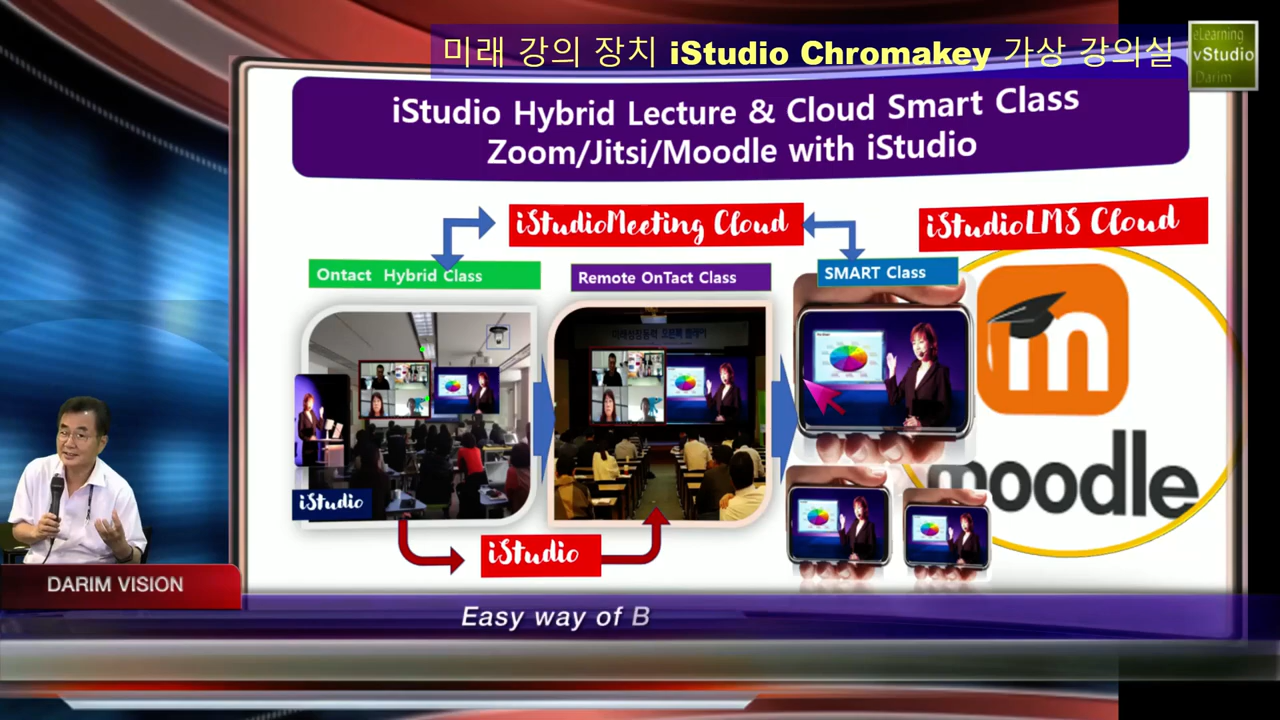 미래 강의 장치 iStudio Chromakey 가상 강의실
eLearning
vStudio
Darim
iStudio Hybrid Lecture & Cloud Smart Class
Zoom/Jitsi/Moodle with iStudio
iStudioMeeting Cloud
iStudioLMS Cloud
Ontact Hybrid Class
Remote OnTact Class
SMART Class
m
moodle
iStudio
iStudio
DARIM VISION
Easy way of B